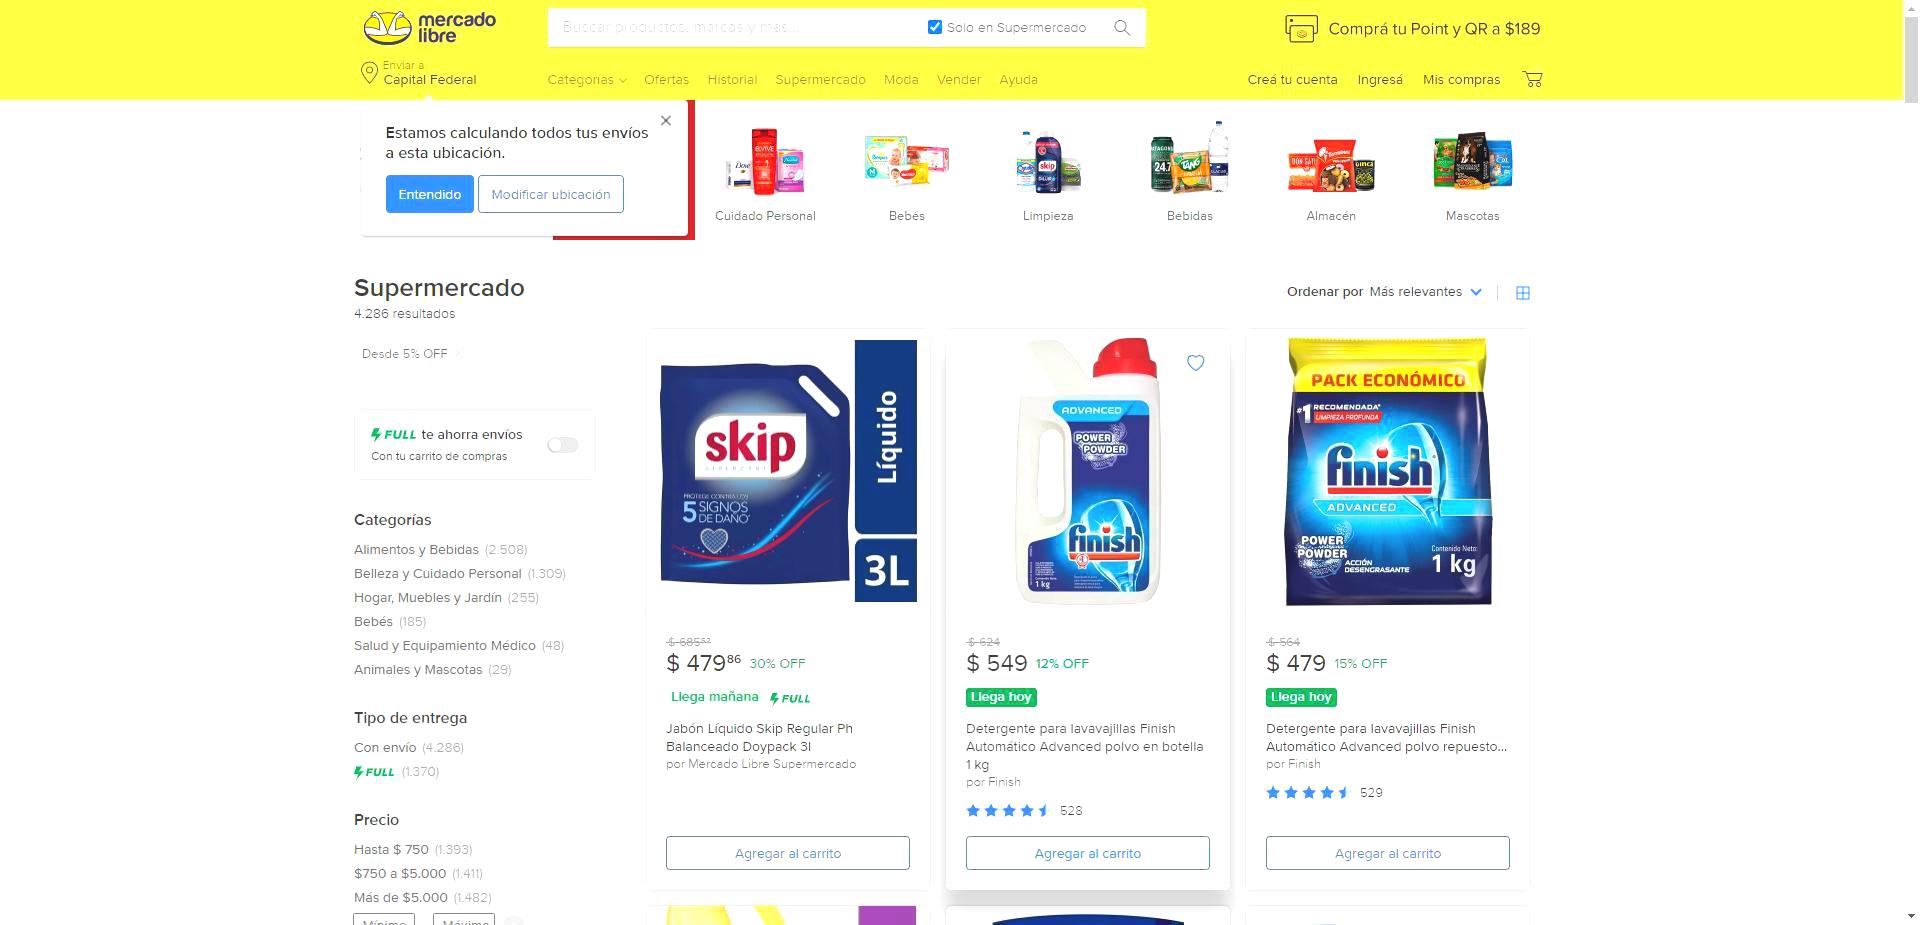 mercado
libre
Buscar productos, marcas y más...
Solo en Supermercado
Comprá tu Point y QR a $189
Enviar a
Capital Federal
Categorías Ofertas Historial Supermercado Moda Vender Ayuda
Creá tu cuenta Ingresá Mis compras
Estamos calculando todos tus envíos
a esta ubicación.
Entendido Modificar ubicación
Cuidado Personal Bebés Limpieza Bebidas Almacén Mascotas
Supermercado
4.286 resultados
Ordenar por Más relevantes
Desde 5% OFF
FULL te ahorra envíos
Con tu carrito de compras
Categorías
Alimentos y Bebidas (2.508)
Belleza y Cuidado Personal (1.309)
Hogar, Muebles y Jardín (255)
Bebés (185)
Salud y Equipamiento Médico (48)
Animales y Mascotas (29)
Tipo de entrega
Con envío (4.286)
FULL (1.370)
Precio
Hasta $ 750 (1.393)
$750 a $5.000 (1.411)
Más de $5.000 (1.482)
Mínimo Máximo
skip
PROTEGE CONTRA LOS
5 SIGNOS
DE DAÑO
Líquido
3L
$ 685
$ 479 86 30% OFF
Llega mañana FULL
Jabón Líquido Skip Regular Ph
Balanceado Doypack 3l
por Mercado Libre Supermercado
Agregar al carrito
ADVANCED
POWER
POWDER
finish
1 kg
$ 624
$ 549 12% OFF
Llega hoy
Detergente para lavavajillas Finish
Automático Advanced polvo en botella
1 kg
por Finish
528
Agregar al carrito
PACK ECONÓMICO
#1 RECOMENDADA*
LIMPIEZA PROFUNDA
finish
ADVANCED
POWER
POWDER
ACCIÓN
DESENGRASANTE
Contenido Neto:
1 kg
$ 564
$ 479 15% OFF
Llega hoy
Detergente para lavavajillas Finish
Automático Advanced polvo repuesto...
por Finish
529
Agregar al carrito